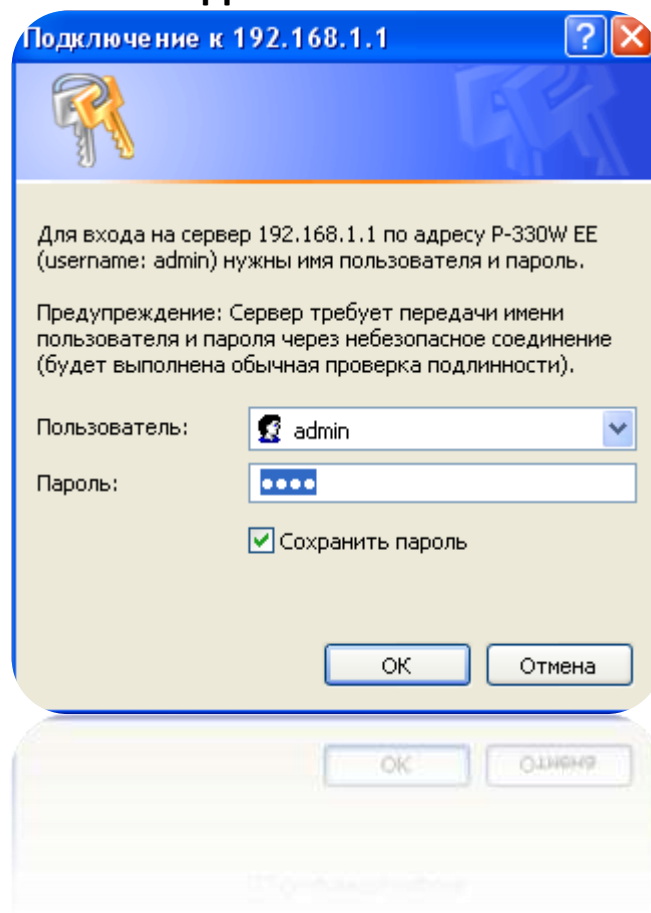 Подключение к 192.168.1.1
Для входа на сервер 192.168.1.1 по адресу P-330W EE
(username: admin) нужны имя пользователя и пароль.
Предупреждение: Сервер требует передачи имени
пользователя и пароля через небезопасное соединение
(будет выполнена обычная проверка подлинности).
Пользователь: admin
Пароль: ●●●●
Сохранить пароль
ОК Отмена